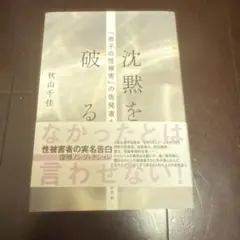 沈黙を
破る
「男子の性被害」の告発者
秋山千佳
なかったとは
言わせない!
性被害者の実名告白